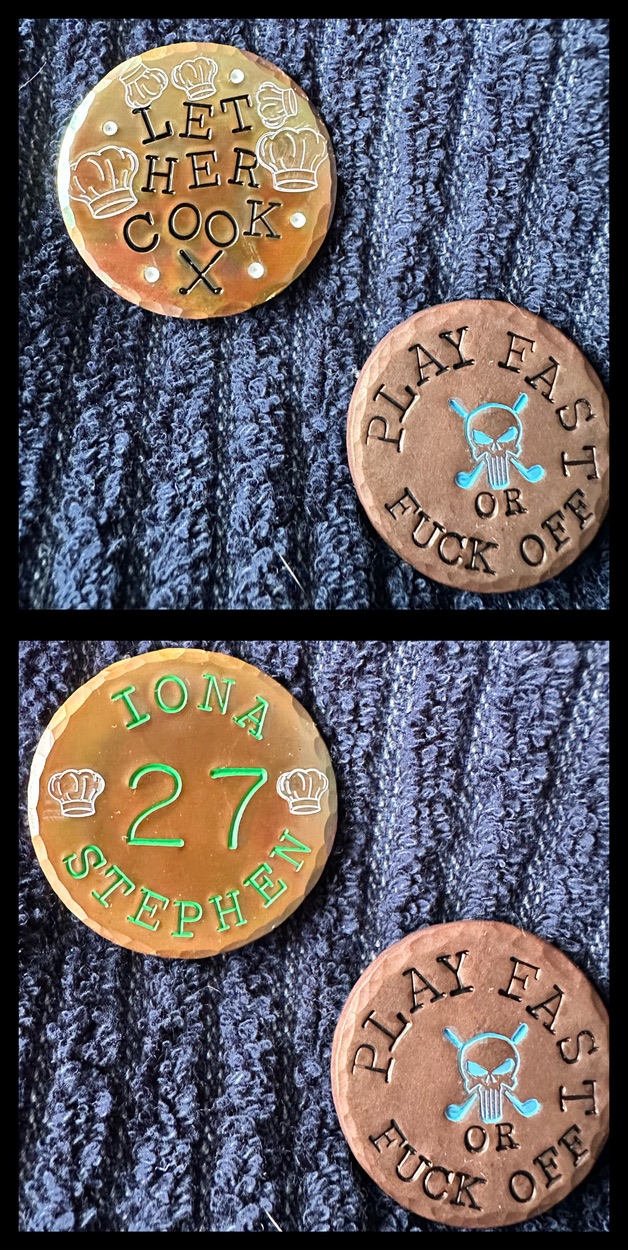 LET
HER
COOK
PLAY FAST
OR
FUCK OFF
IONA
27
STEPHEN
PLAY FAST
OR
FUCK OFF